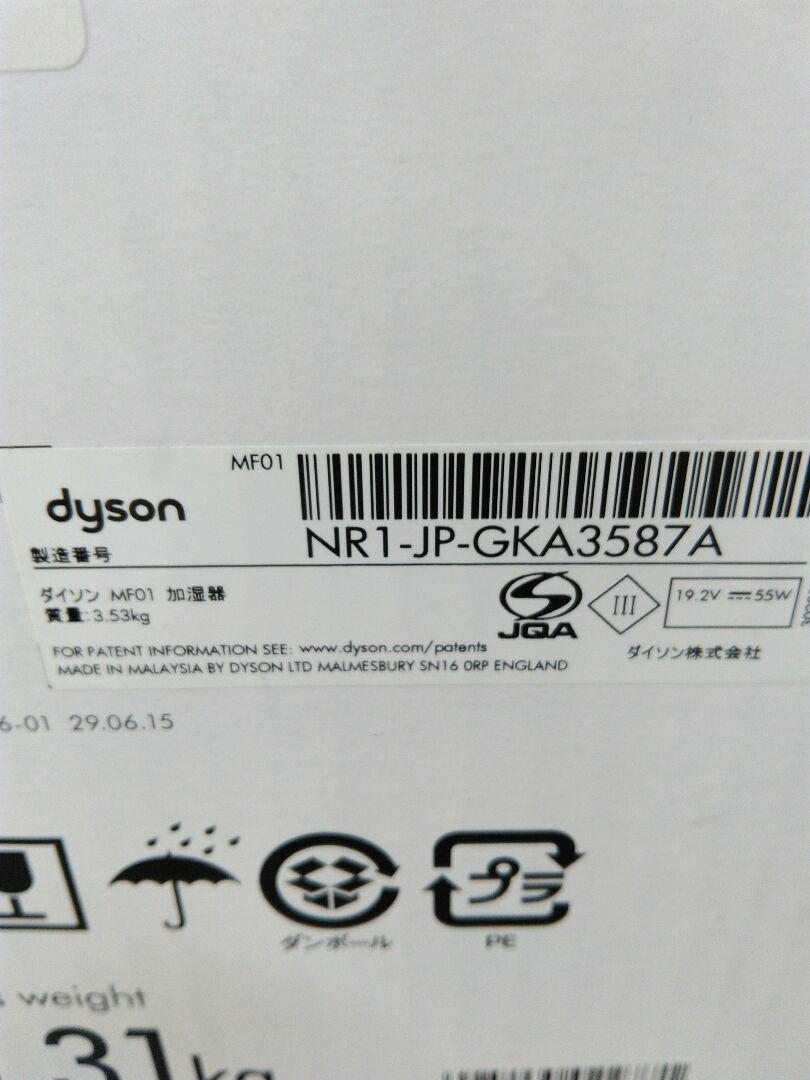 MF01
dyson
NR1-JP-GKA3587A
製造番号
ダイソン MF01 加湿器
質量:3.53kg
JQA
III
19.2V ⎓ 55W
FOR PATENT INFORMATION SEE: www.dyson.com/patents
ダイソン株式会社
MADE IN MALAYSIA BY DYSON LTD MALMESBURY SN16 0RP ENGLAND
6-01 29.06.15
プラ
ダンボール
PE
weight
31kg